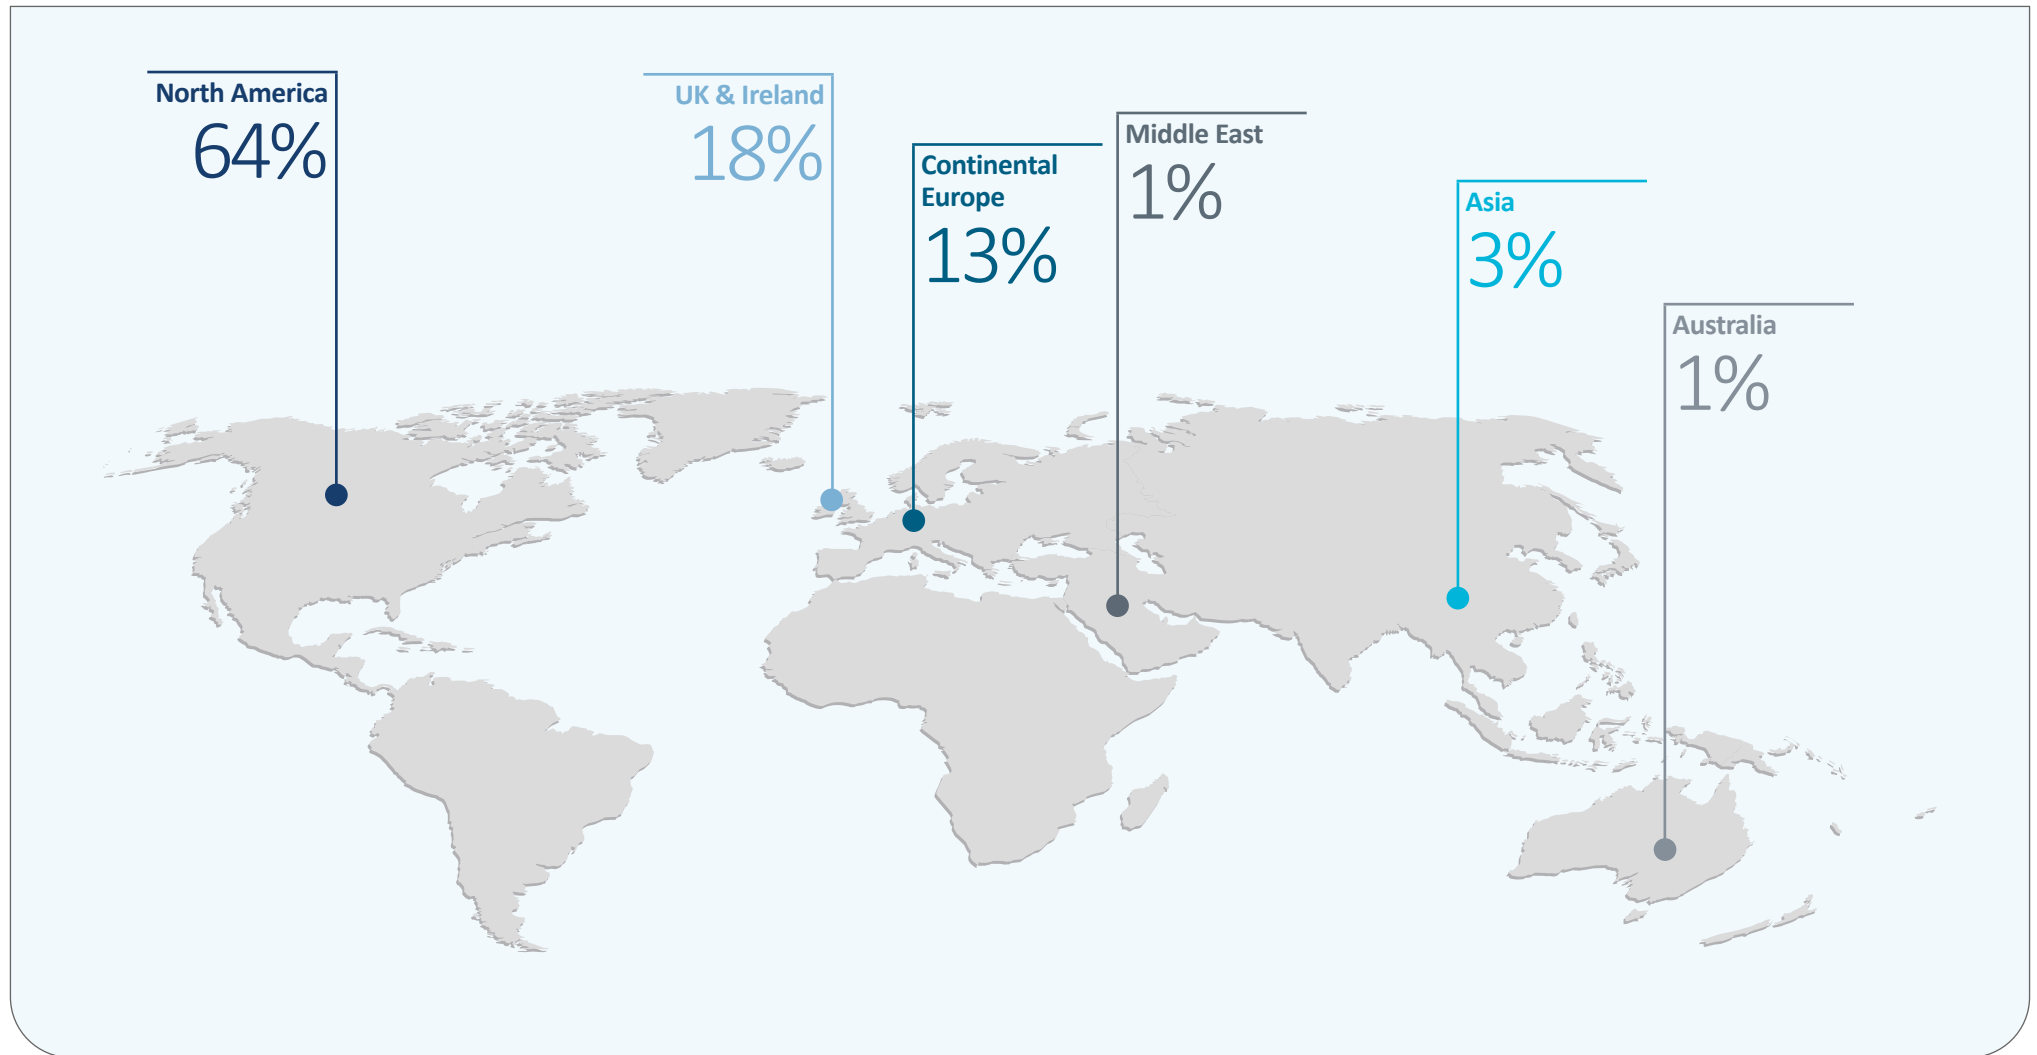 North America
64%
UK & Ireland
18%
Continental
Europe
13%
Middle East
1%
Asia
3%
Australia
1%